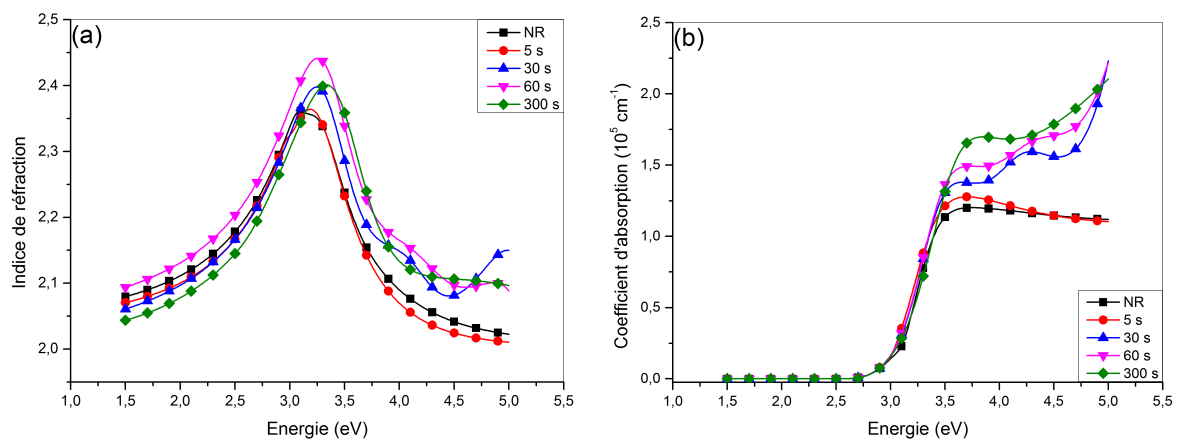 (a)
NR
5 s
30 s
60 s
300 s
2,5
2,4
2,3
2,2
2,1
2,0
Indice de réfraction
1,0 1,5 2,0 2,5 3,0 3,5 4,0 4,5 5,0 5,5
Energie (eV)
(b)
2,5
2,0
1,5
1,0
0,5
0,0
Coefficient d'absorption (10⁵ cm⁻¹)
NR
5 s
30 s
60 s
300 s
1,0 1,5 2,0 2,5 3,0 3,5 4,0 4,5 5,0 5,5
Energie (eV)